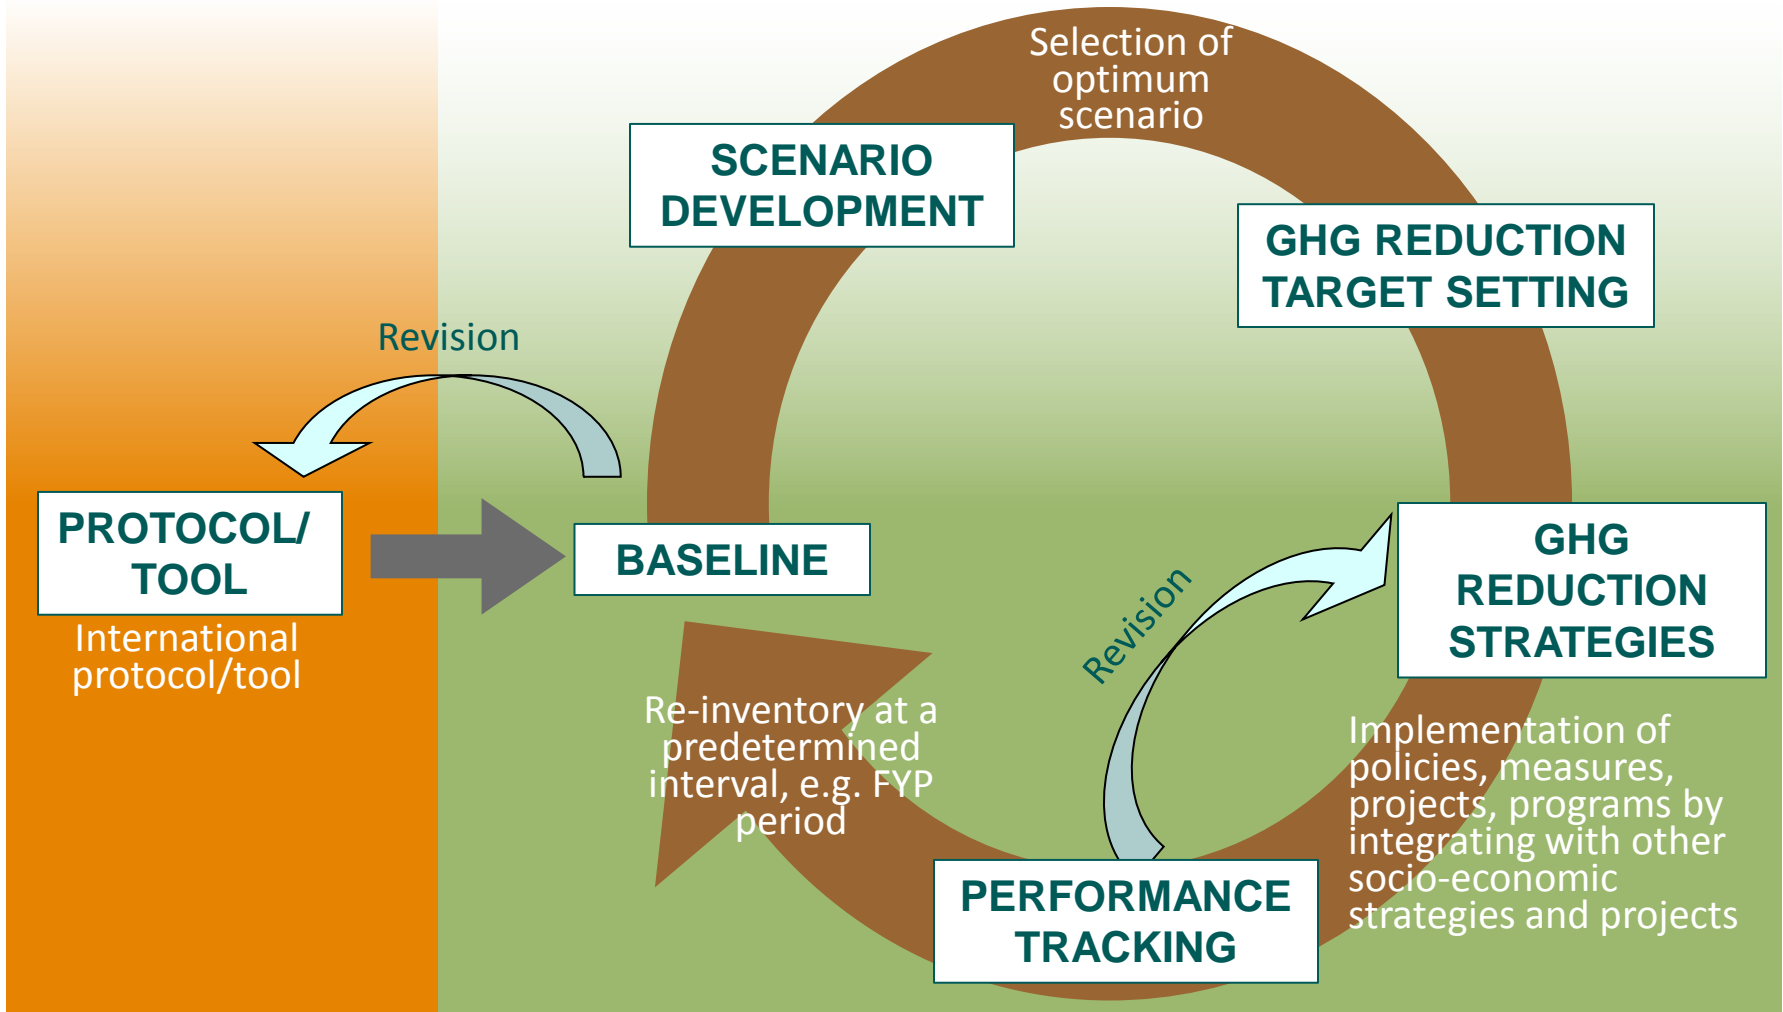 Selection of
optimum
scenario
SCENARIO
DEVELOPMENT
GHG REDUCTION
TARGET SETTING
Revision
PROTOCOL/
TOOL
International
protocol/tool
BASELINE
GHG
REDUCTION
STRATEGIES
Revision
Re-inventory at a
predetermined
interval, e.g. FYP
period
Implementation of
policies, measures,
projects, programs by
integrating with other
socio-economic
strategies and projects
PERFORMANCE
TRACKING